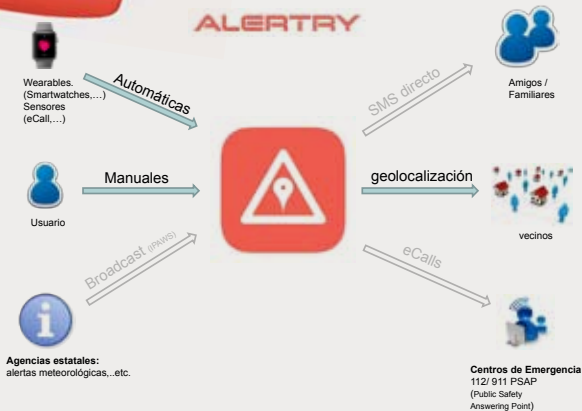 ALERTRY
Wearables.
(Smartwatches,...)
Sensores
(eCall,...)
Automáticas
SMS directo
Amigos /
Familiares
Usuario
Manuales
geolocalización
vecinos
Broadcast (IPAWS)
eCalls
Agencias estatales:
alertas meteorológicas,..etc.
Centros de Emergencia
112/ 911 PSAP
(Public Safety
Answering Point)